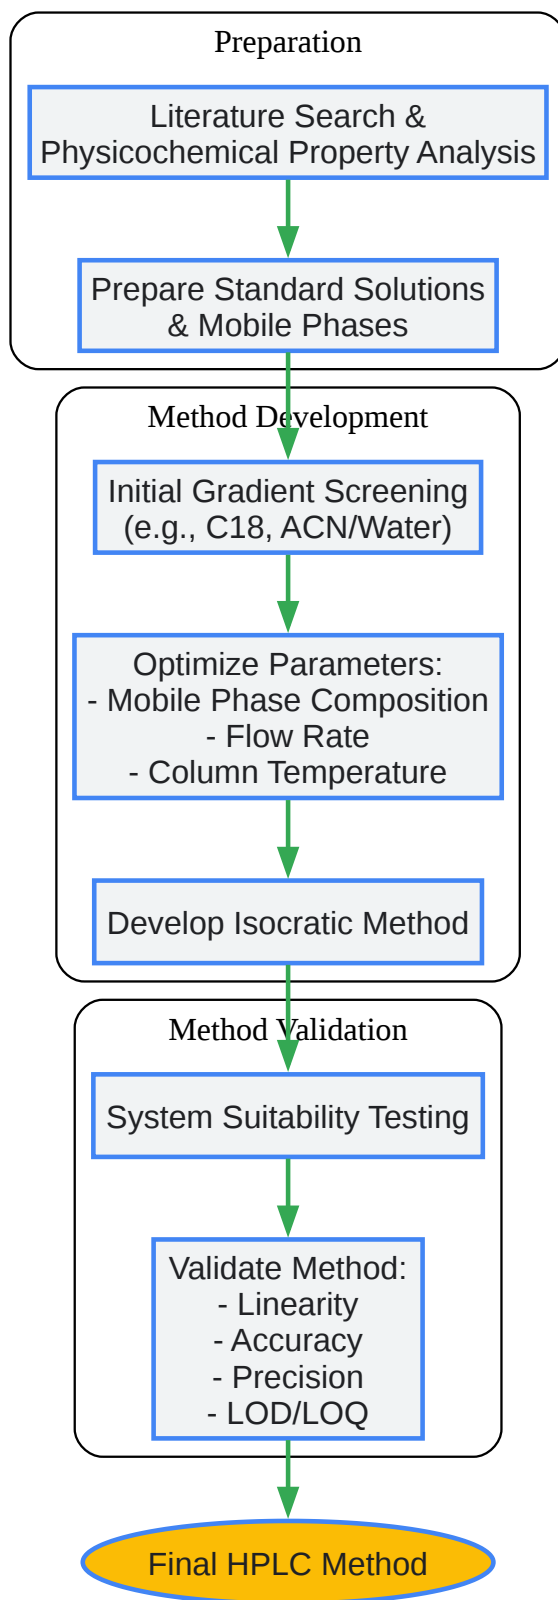 Preparation
Literature Search &
Physicochemical Property Analysis
Prepare Standard Solutions
& Mobile Phases
Method Development
Initial Gradient Screening
(e.g., C18, ACN/Water)
Optimize Parameters:
- Mobile Phase Composition
- Flow Rate
- Column Temperature
Develop Isocratic Method
Method Validation
System Suitability Testing
Validate Method:
- Linearity
- Accuracy
- Precision
- LOD/LOQ
Final HPLC Method